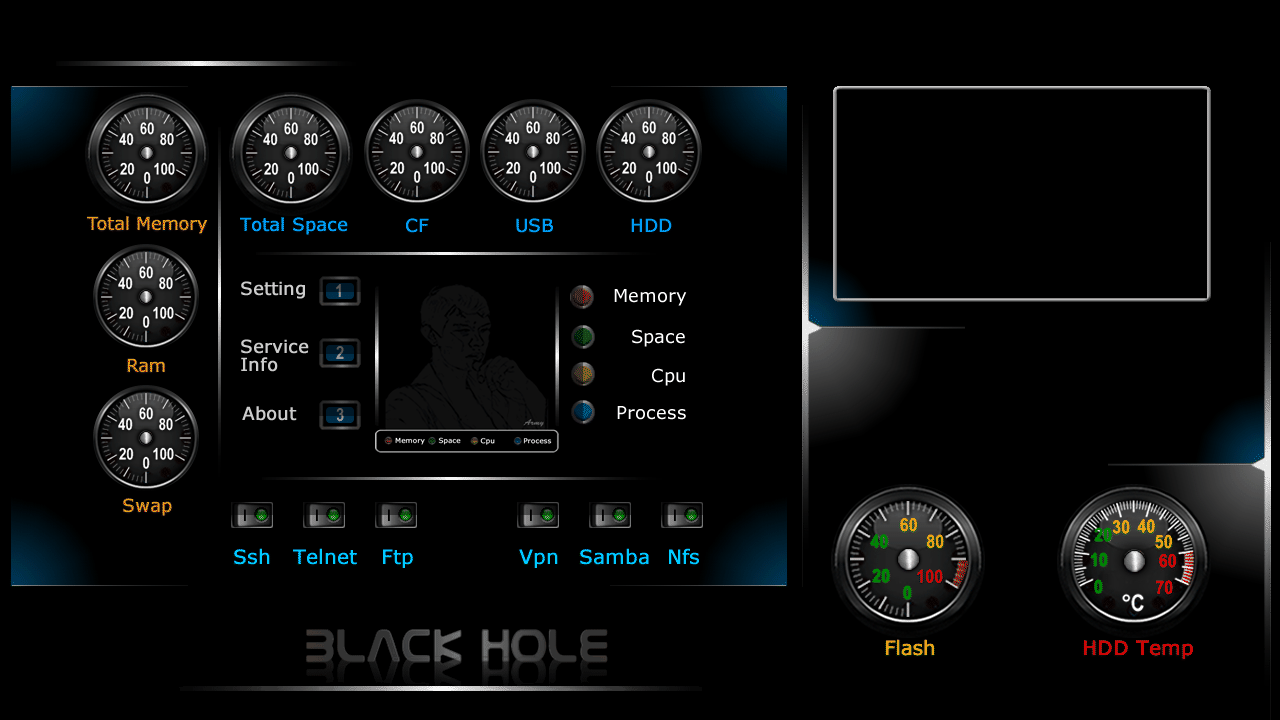 60
40 80
20 100
0
60
40 80
20 100
0
60
40 80
20 100
0
60
40 80
20 100
0
60
40 80
20 100
0
Total Memory
Total Space
CF
USB
HDD
60
40 80
20 100
0
Ram
60
40 80
20 100
0
Swap
Setting 1
Service
Info 2
About 3
Army
Memory Space Cpu Process
Memory
Space
Cpu
Process
Ssh Telnet Ftp Vpn Samba Nfs
60
40 80
20 100
0
Flash
30 40
20 50
10 60
0 70
°C
HDD Temp
BLACK HOLE